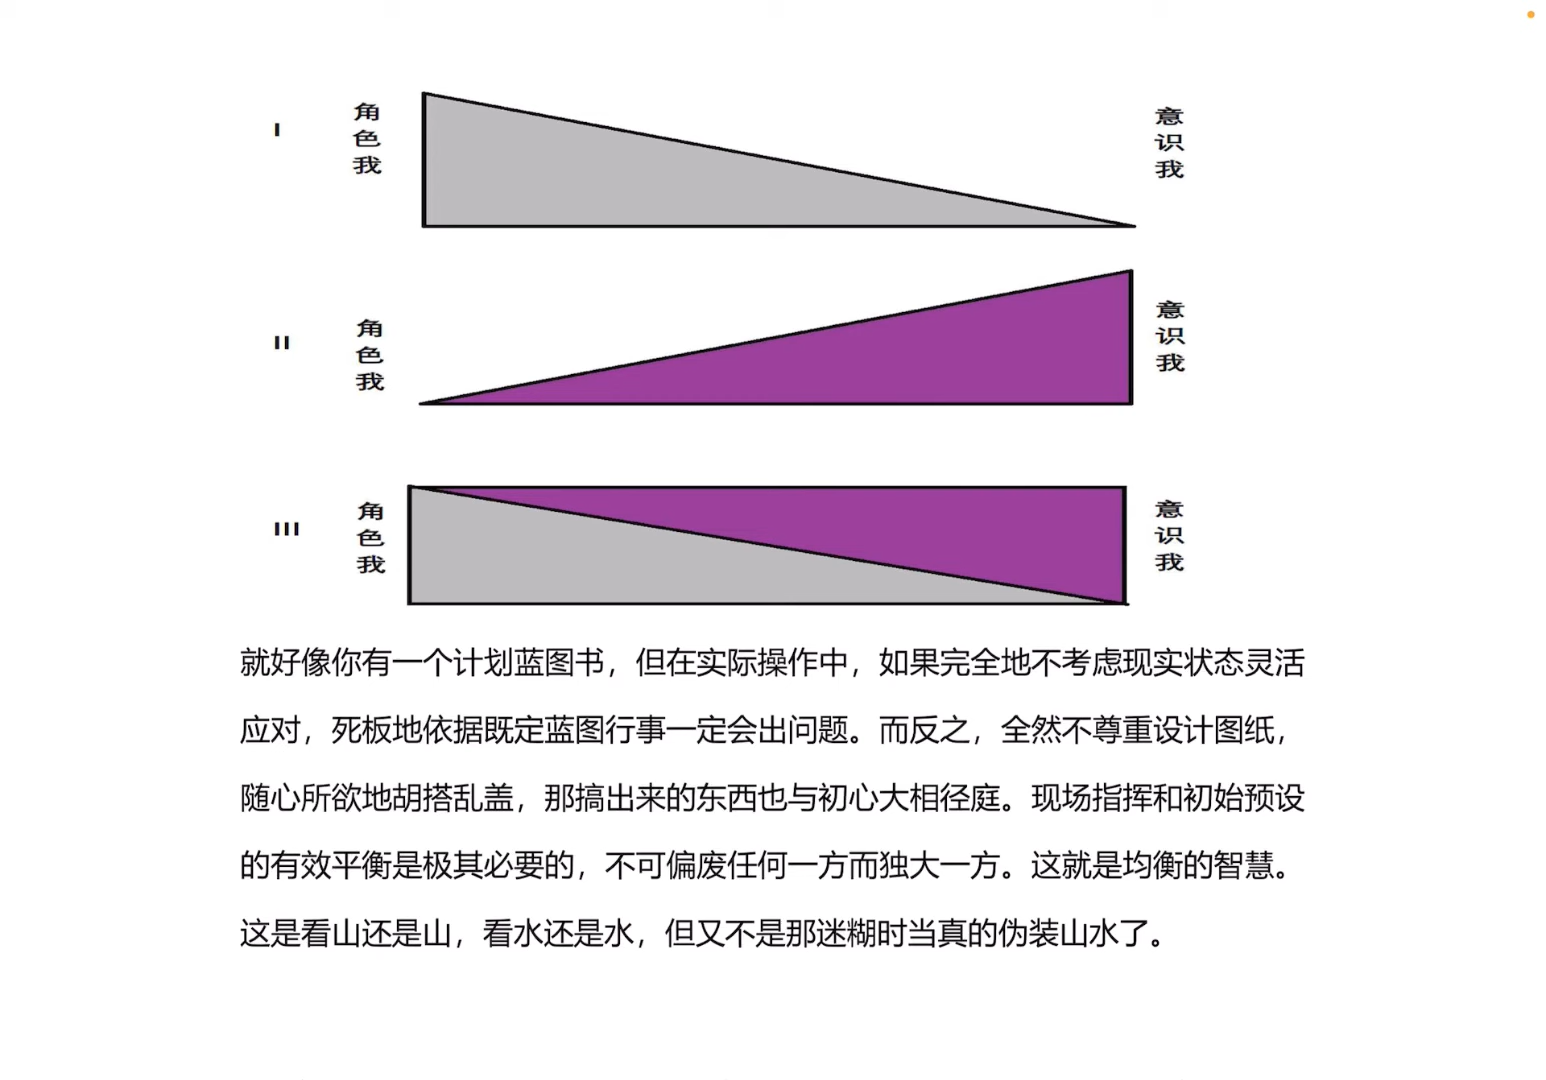 I
角色我
意识我
II
角色我
意识我
III
角色我
意识我
就好像你有一个计划蓝图书，但在实际操作中，如果完全地不考虑现实状态灵活
应对，死板地依据既定蓝图行事一定会出问题。而反之，全然不尊重设计图纸，
随心所欲地胡搭乱盖，那搞出来的东西也与初心大相径庭。现场指挥和初始预设
的有效平衡是极其必要的，不可偏废任何一方而独大一方。这就是均衡的智慧。
这是看山还是山，看水还是水，但又不是那迷糊时当真的伪装山水了。